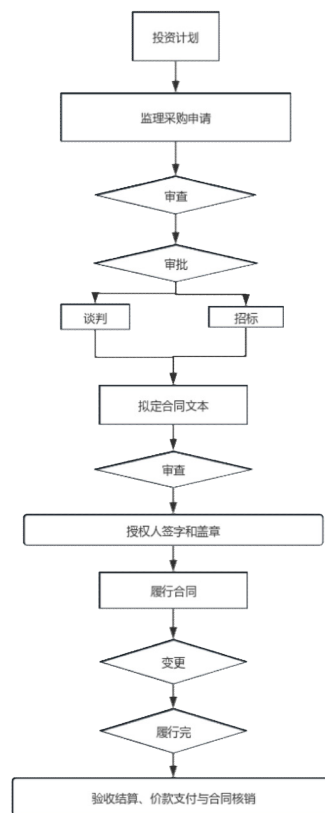 投资计划
监理采购申请
审查
审批
谈判
招标
拟定合同文本
审查
授权人签字和盖章
履行合同
变更
履行完
验收结算、价款支付与合同核销